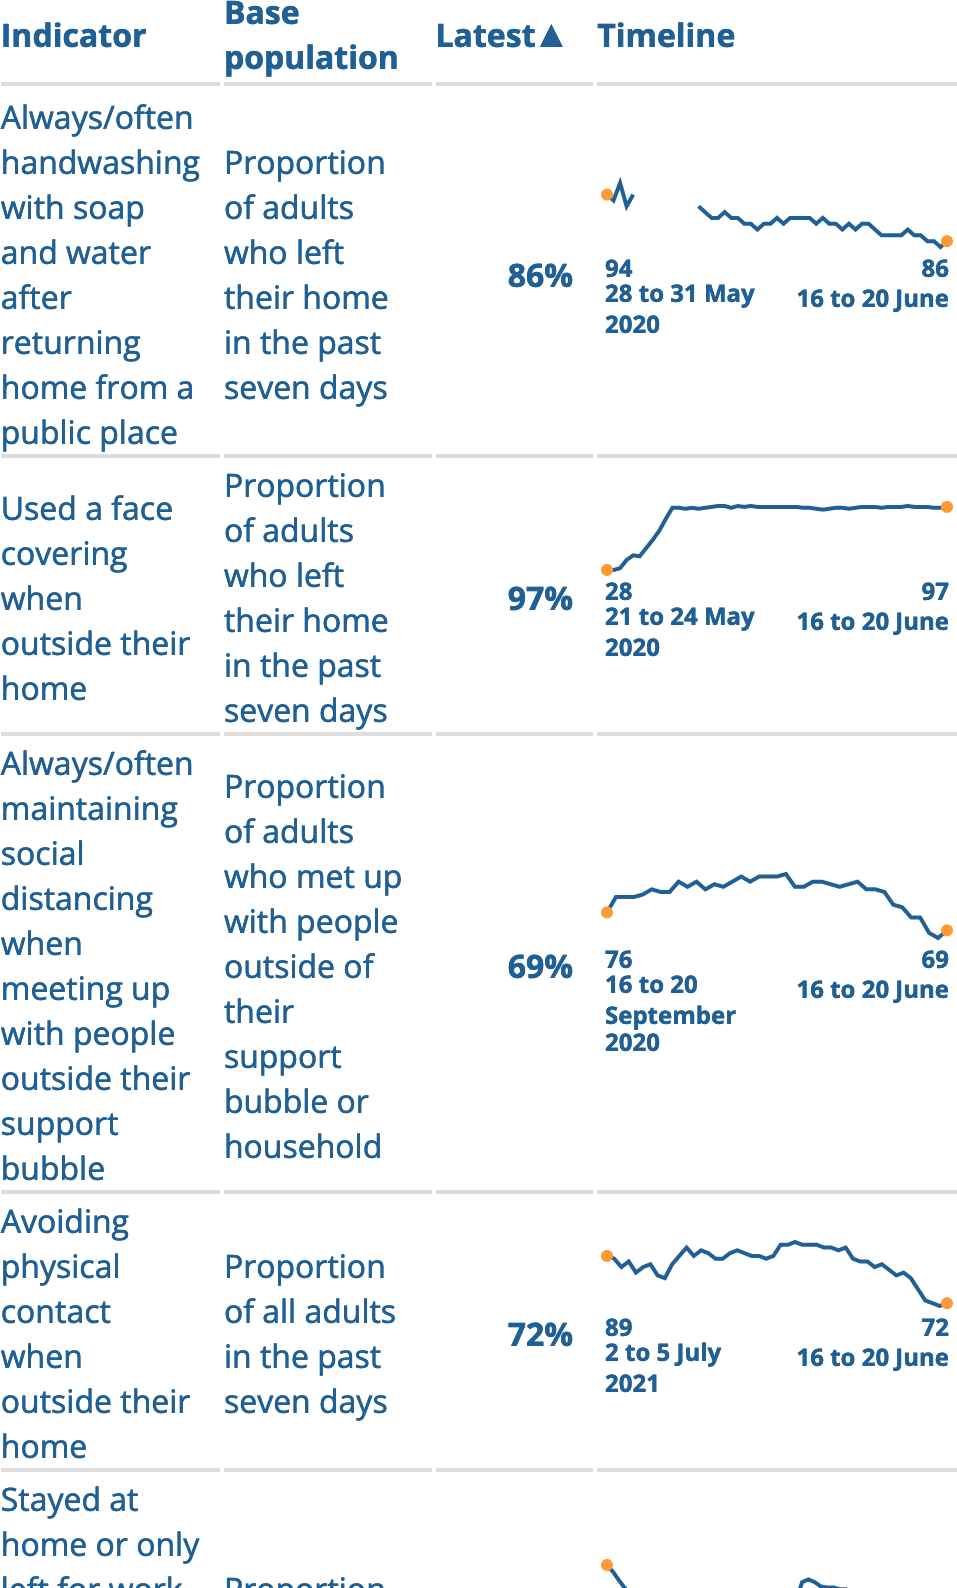 Indicator
Base
population
Latest▲
Timeline
Always/often
handwashing
with soap
and water
after
returning
home from a
public place
Proportion
of adults
who left
their home
in the past
seven days
86%
94
28 to 31 May
2020
86
16 to 20 June
Used a face
covering
when
outside their
home
Proportion
of adults
who left
their home
in the past
seven days
97%
28
21 to 24 May
2020
97
16 to 20 June
Always/often
maintaining
social
distancing
when
meeting up
with people
outside their
support
bubble
Proportion
of adults
who met up
with people
outside of
their
support
bubble or
household
69%
76
16 to 20
September
2020
69
16 to 20 June
Avoiding
physical
contact
when
outside their
home
Proportion
of all adults
in the past
seven days
72%
89
2 to 5 July
2021
72
16 to 20 June
Stayed at
home or only
left for work
Proportion